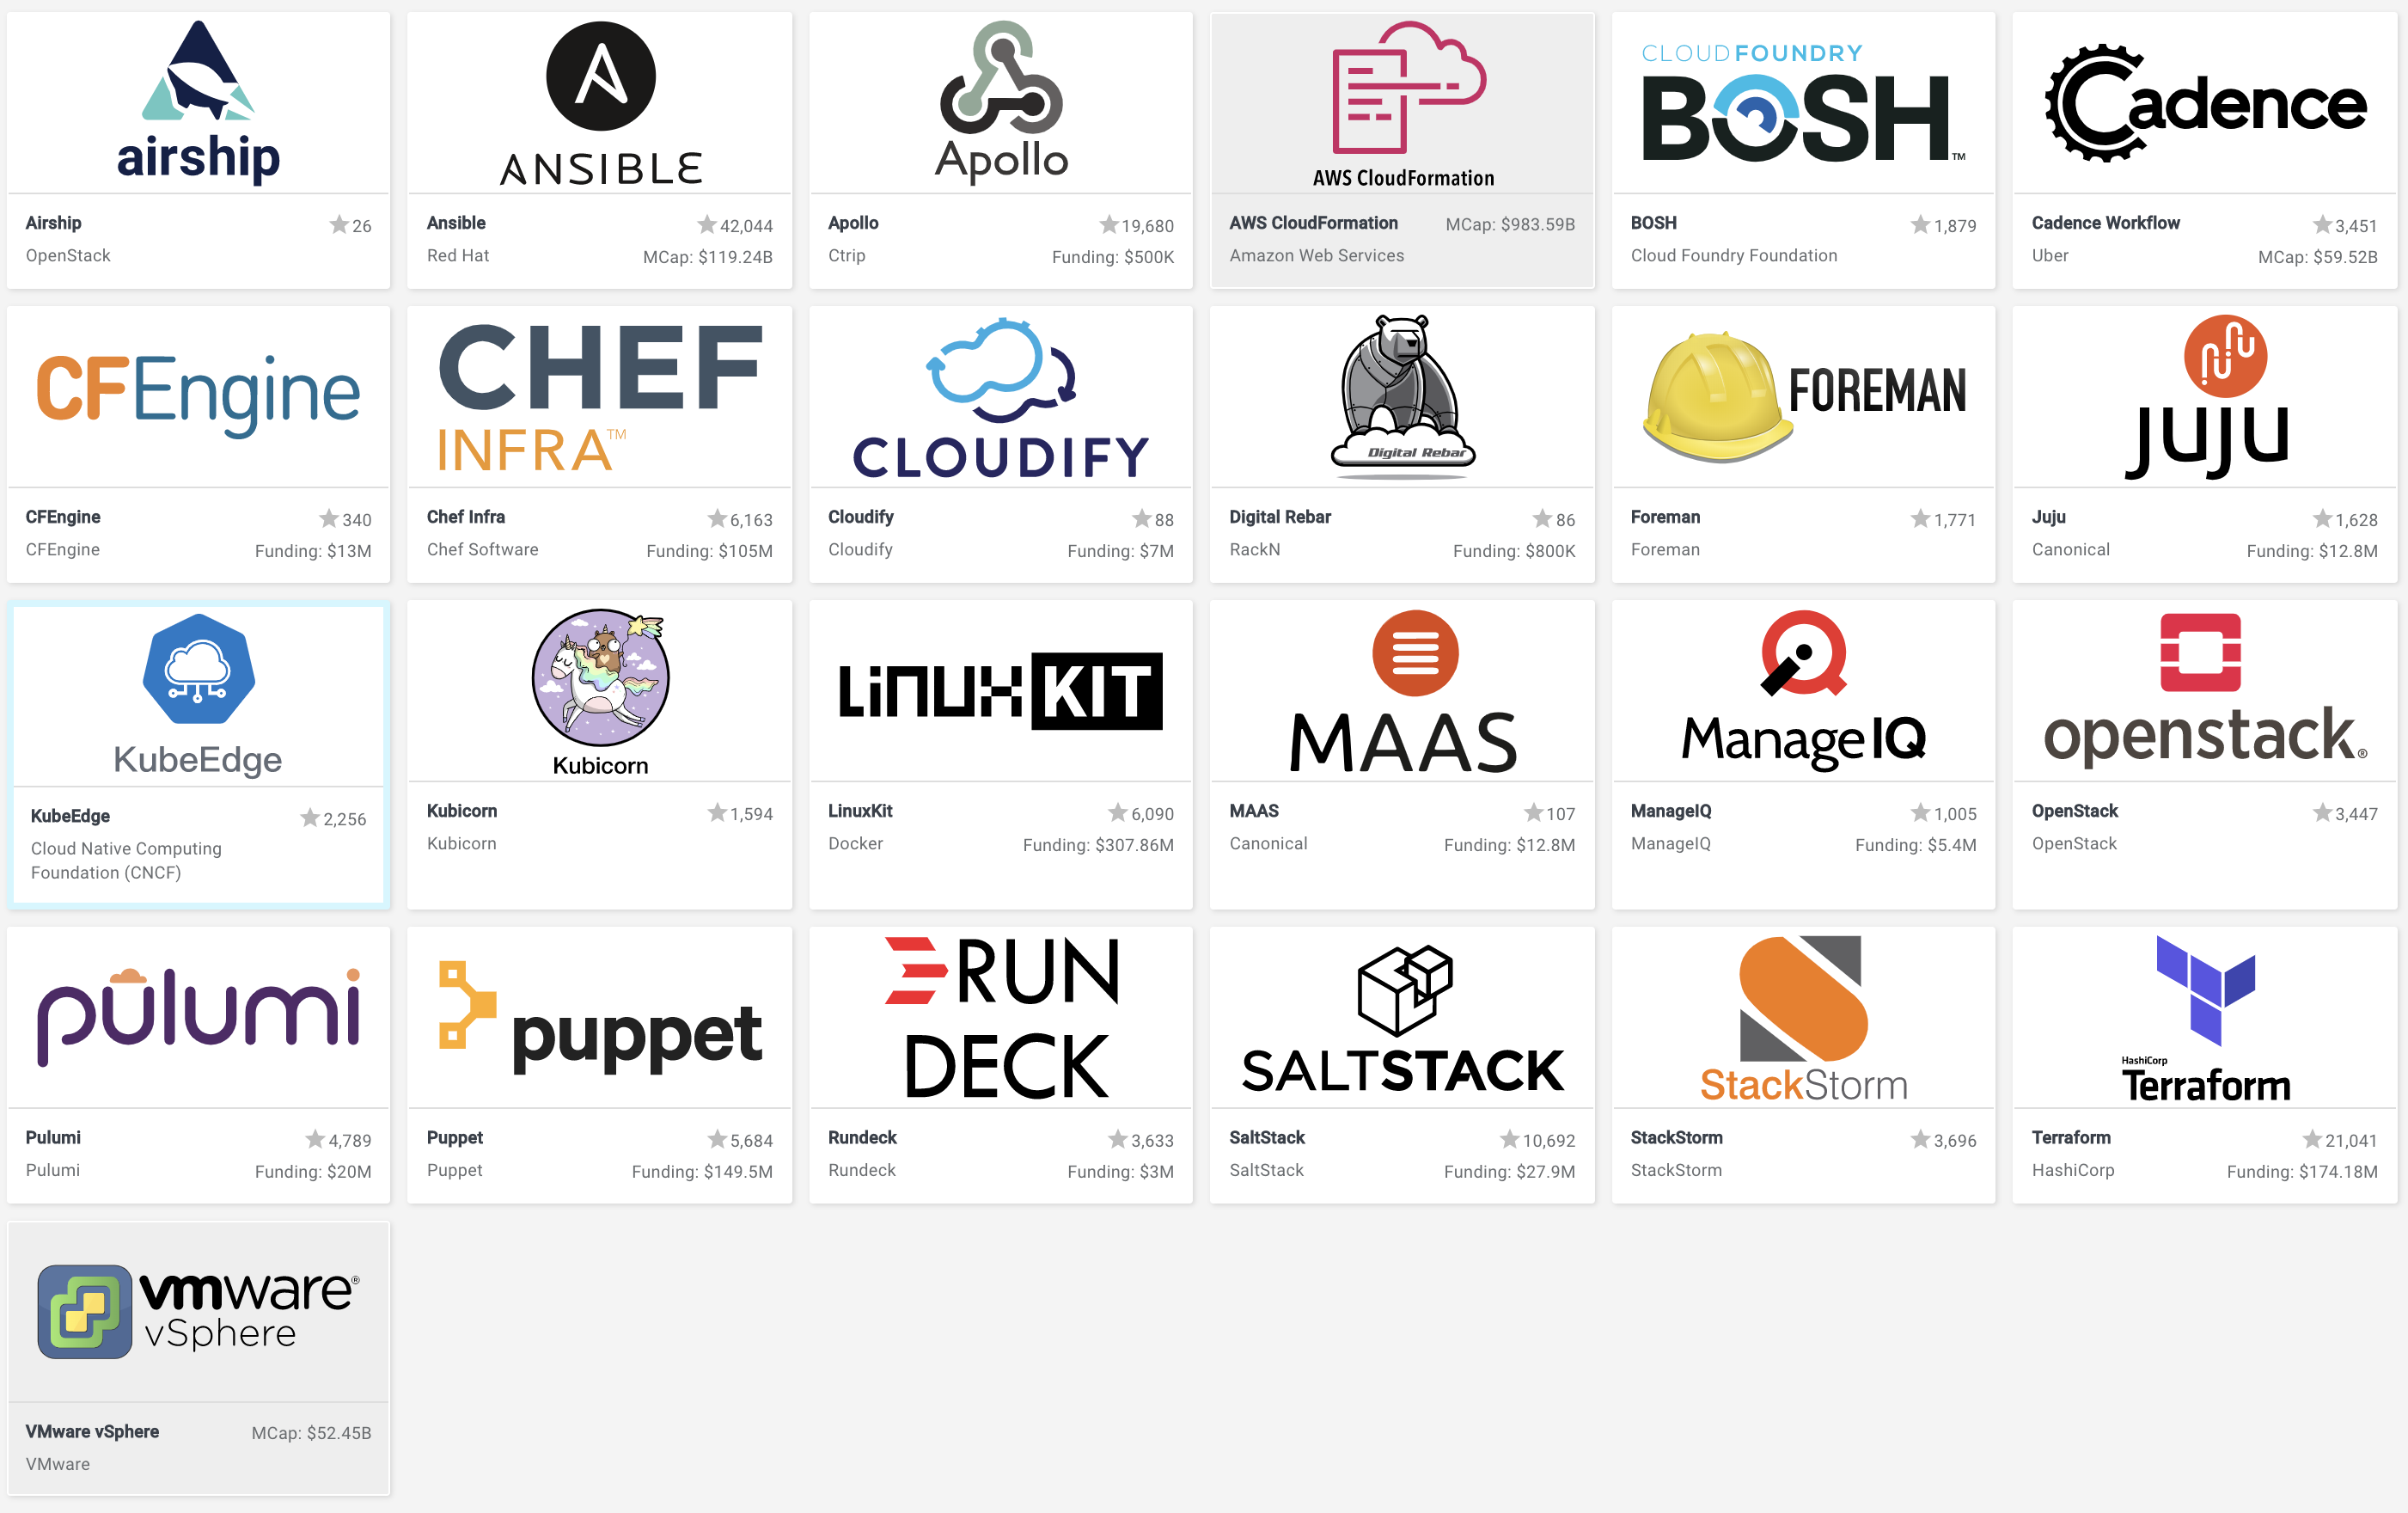 airship
Airship
26
OpenStack
ANSIBLE
Ansible
42,044
Red Hat
MCap: $119.24B
Apollo
Apollo
19,680
Ctrip
Funding: $500K
AWS CloudFormation
AWS CloudFormation
MCap: $983.59B
Amazon Web Services
CLOUDFOUNDRY
BOSH™
BOSH
1,879
Cloud Foundry Foundation
Cadence
Cadence Workflow
3,451
Uber
MCap: $59.52B
CFEngine
CFEngine
340
CFEngine
Funding: $13M
CHEF
INFRA™
Chef Infra
6,163
Chef Software
Funding: $105M
CLOUDIFY
Cloudify
88
Cloudify
Funding: $7M
Digital Rebar
Digital Rebar
86
RackN
Funding: $800K
FOREMAN
Foreman
1,771
Foreman
JUJU
Juju
1,628
Canonical
Funding: $12.8M
KubeEdge
KubeEdge
2,256
Cloud Native Computing
Foundation (CNCF)
Kubicorn
Kubicorn
1,594
Kubicorn
LinuxKIT
LinuxKit
6,090
Docker
Funding: $307.86M
MAAS
MAAS
107
Canonical
Funding: $12.8M
ManageIQ
ManageIQ
1,005
ManageIQ
Funding: $5.4M
openstack®
OpenStack
3,447
OpenStack
pulumi
Pulumi
4,789
Pulumi
Funding: $20M
puppet
Puppet
5,684
Puppet
Funding: $149.5M
RUN
DECK
Rundeck
3,633
Rundeck
Funding: $3M
SALTSTACK
SaltStack
10,692
SaltStack
Funding: $27.9M
StackStorm
StackStorm
3,696
StackStorm
HashiCorp
Terraform
Terraform
21,041
HashiCorp
Funding: $174.18M
vmware®
vSphere
VMware vSphere
MCap: $52.45B
VMware